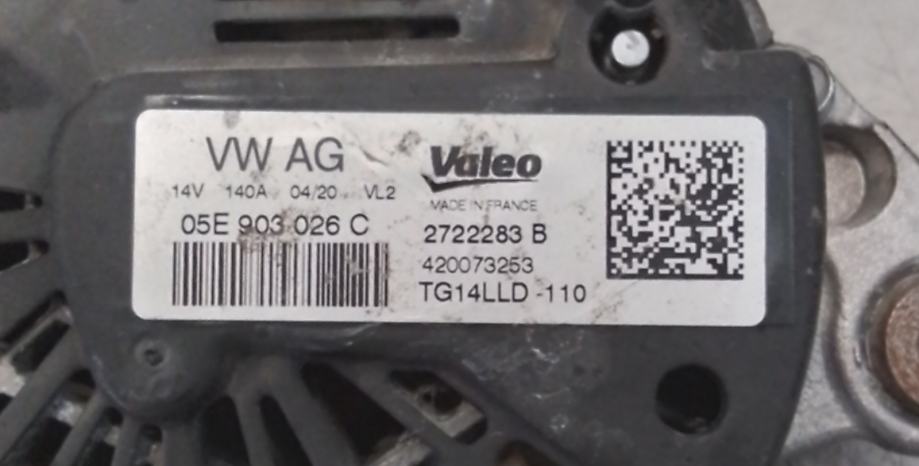 VW AG
14V 140A 04/20 VL2
05E 903 026 C
Valeo
MADE IN FRANCE
2722283 B
420073253
TG14LLD -110